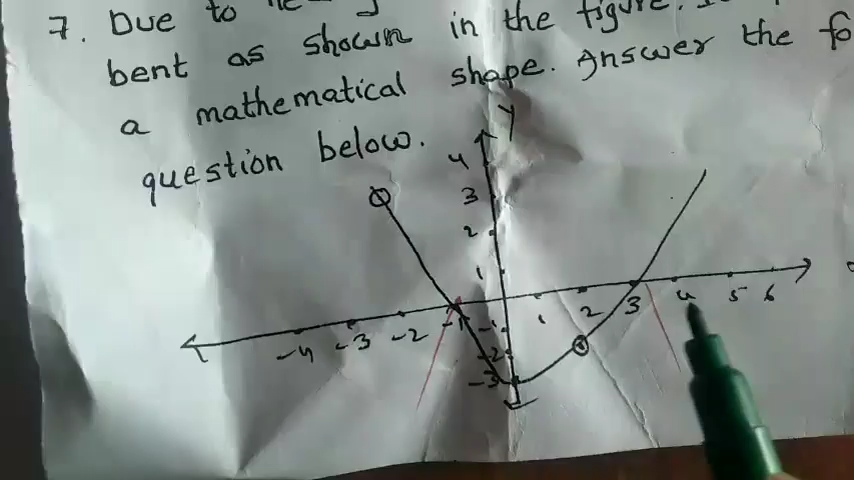 7. Due to
bent as shown in the figure.
a mathematical shape. Answer the fo
question below.
Y
4
3
2
1
-4 -3 -2 -1 1 2 3 4 5 6
-1
-2
-3